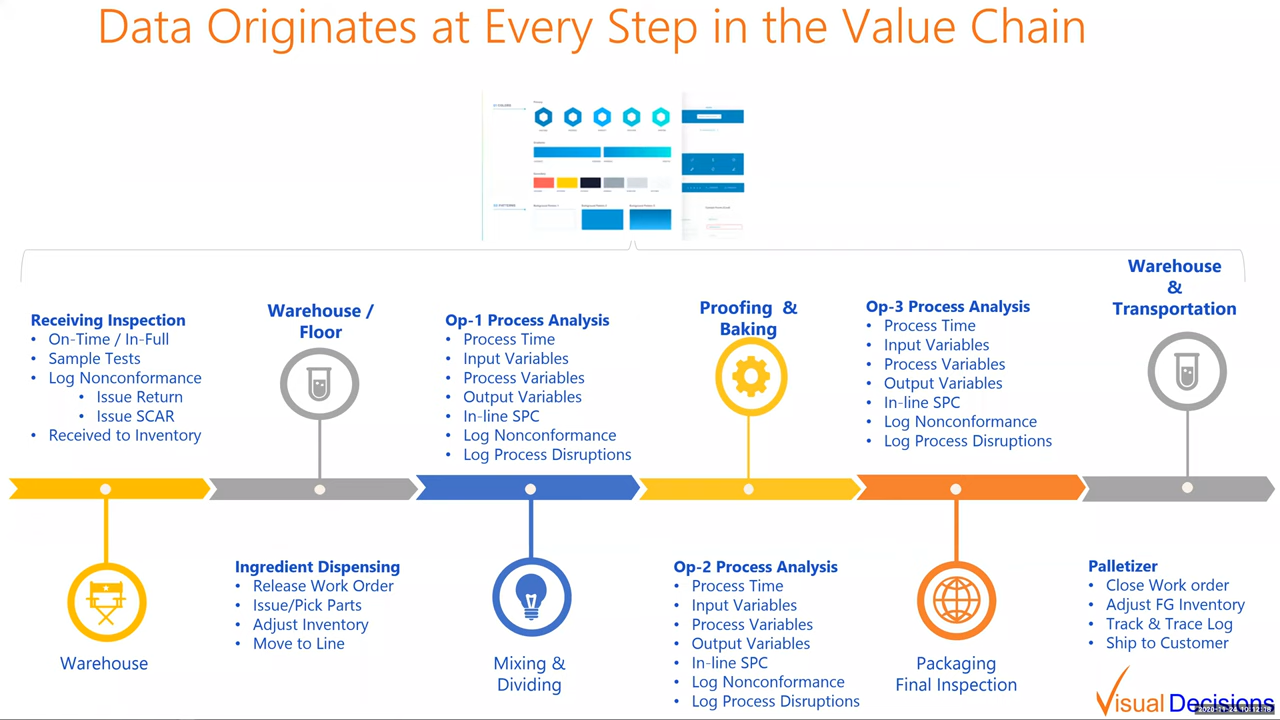 Data Originates at Every Step in the Value Chain
Warehouse
&
Transportation
Receiving Inspection
• On-Time / In-Full
• Sample Tests
• Log Nonconformance
• Issue Return
• Issue SCAR
• Received to Inventory
Warehouse /
Floor
Op-1 Process Analysis
• Process Time
• Input Variables
• Process Variables
• Output Variables
• In-line SPC
• Log Nonconformance
• Log Process Disruptions
Proofing &
Baking
Op-3 Process Analysis
• Process Time
• Input Variables
• Process Variables
• Output Variables
• In-line SPC
• Log Nonconformance
• Log Process Disruptions
Warehouse
Ingredient Dispensing
• Release Work Order
• Issue/Pick Parts
• Adjust Inventory
• Move to Line
Mixing &
Dividing
Op-2 Process Analysis
• Process Time
• Input Variables
• Process Variables
• Output Variables
• In-line SPC
• Log Nonconformance
• Log Process Disruptions
Packaging
Final Inspection
Palletizer
• Close Work order
• Adjust FG Inventory
• Track & Trace Log
• Ship to Customer
Visual Decisions
2020-11-24 10:12:18